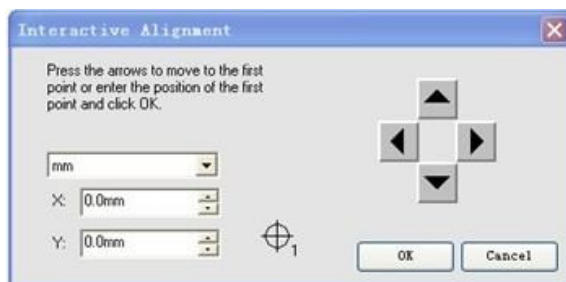 Interactive Alignment
Press the arrows to move to the first
point or enter the position of the first
point and click OK.
mm
X: 0.0mm
Y: 0.0mm
1
OK
Cancel